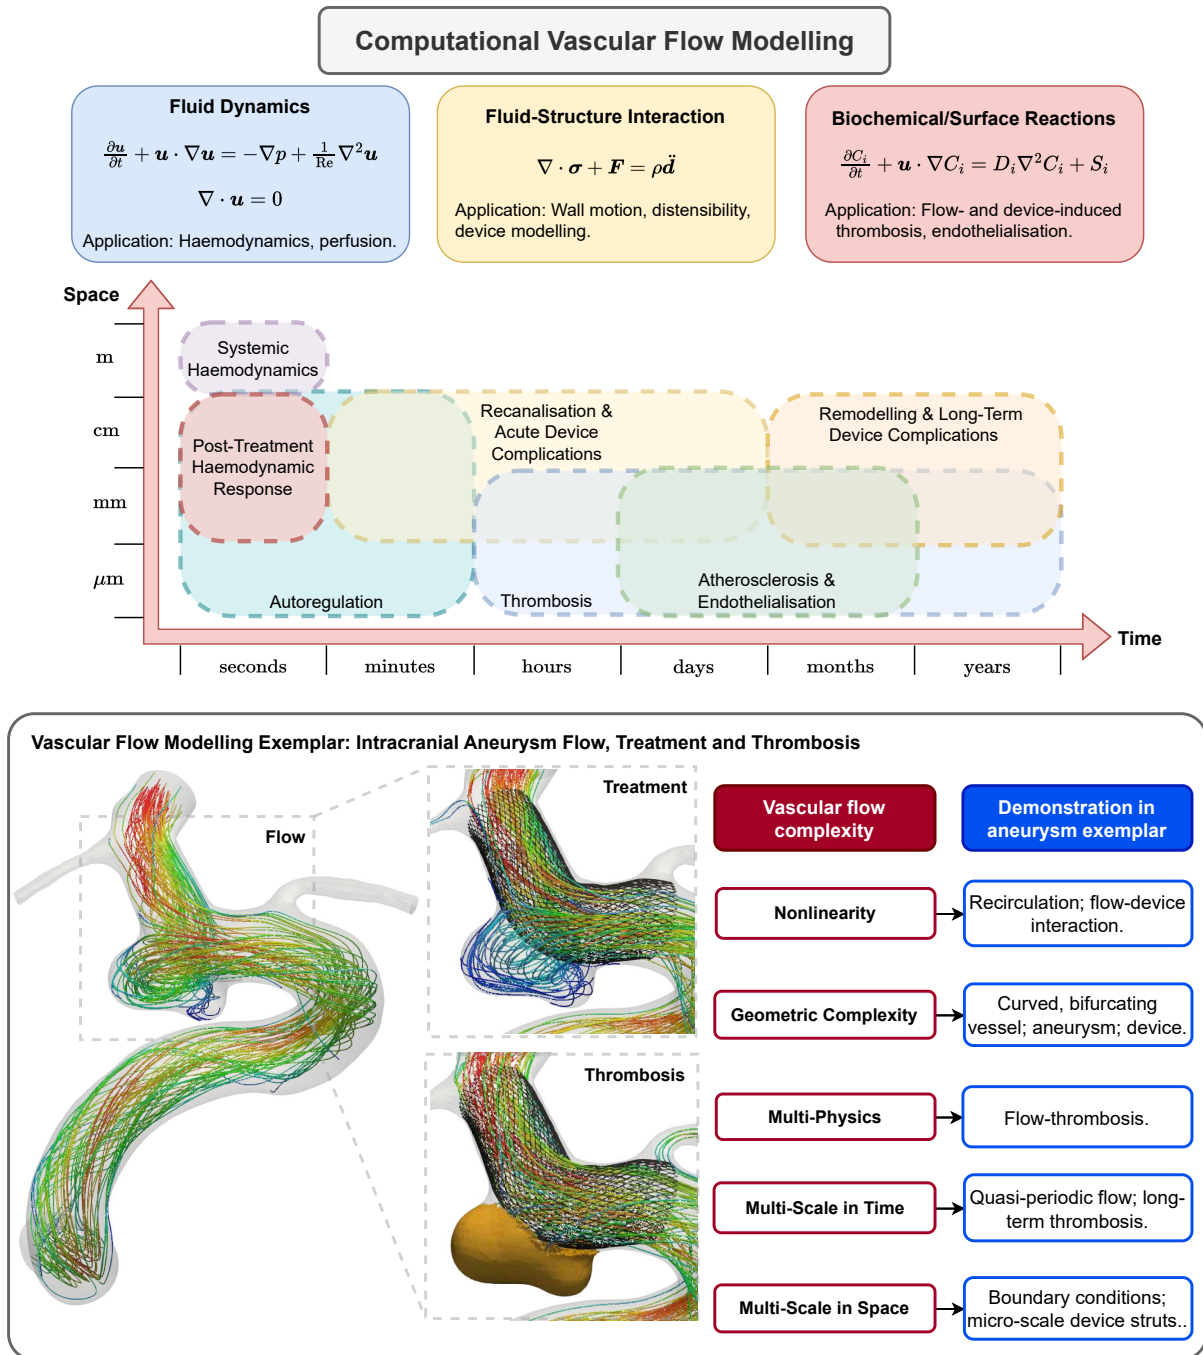 Computational Vascular Flow Modelling
Fluid Dynamics
∂u/∂t + u · ∇u = −∇p + 1/Re ∇²u
∇ · u = 0
Application: Haemodynamics, perfusion.
Fluid-Structure Interaction
∇ · σ + F = ρd̈
Application: Wall motion, distensibility,
device modelling.
Biochemical/Surface Reactions
∂Cᵢ/∂t + u · ∇Cᵢ = Dᵢ∇²Cᵢ + Sᵢ
Application: Flow- and device-induced
thrombosis, endothelialisation.
Space
m
cm
mm
μm
Systemic
Haemodynamics
Post-Treatment
Haemodynamic
Response
Recanalisation &
Acute Device
Complications
Remodelling & Long-Term
Device Complications
Autoregulation
Thrombosis
Atherosclerosis &
Endothelialisation
Time
seconds
minutes
hours
days
months
years
Vascular Flow Modelling Exemplar: Intracranial Aneurysm Flow, Treatment and Thrombosis
Flow
Treatment
Thrombosis
Vascular flow
complexity
Demonstration in
aneurysm exemplar
Nonlinearity
Recirculation; flow-device
interaction.
Geometric Complexity
Curved, bifurcating
vessel; aneurysm; device.
Multi-Physics
Flow-thrombosis.
Multi-Scale in Time
Quasi-periodic flow; long-
term thrombosis.
Multi-Scale in Space
Boundary conditions;
micro-scale device struts..